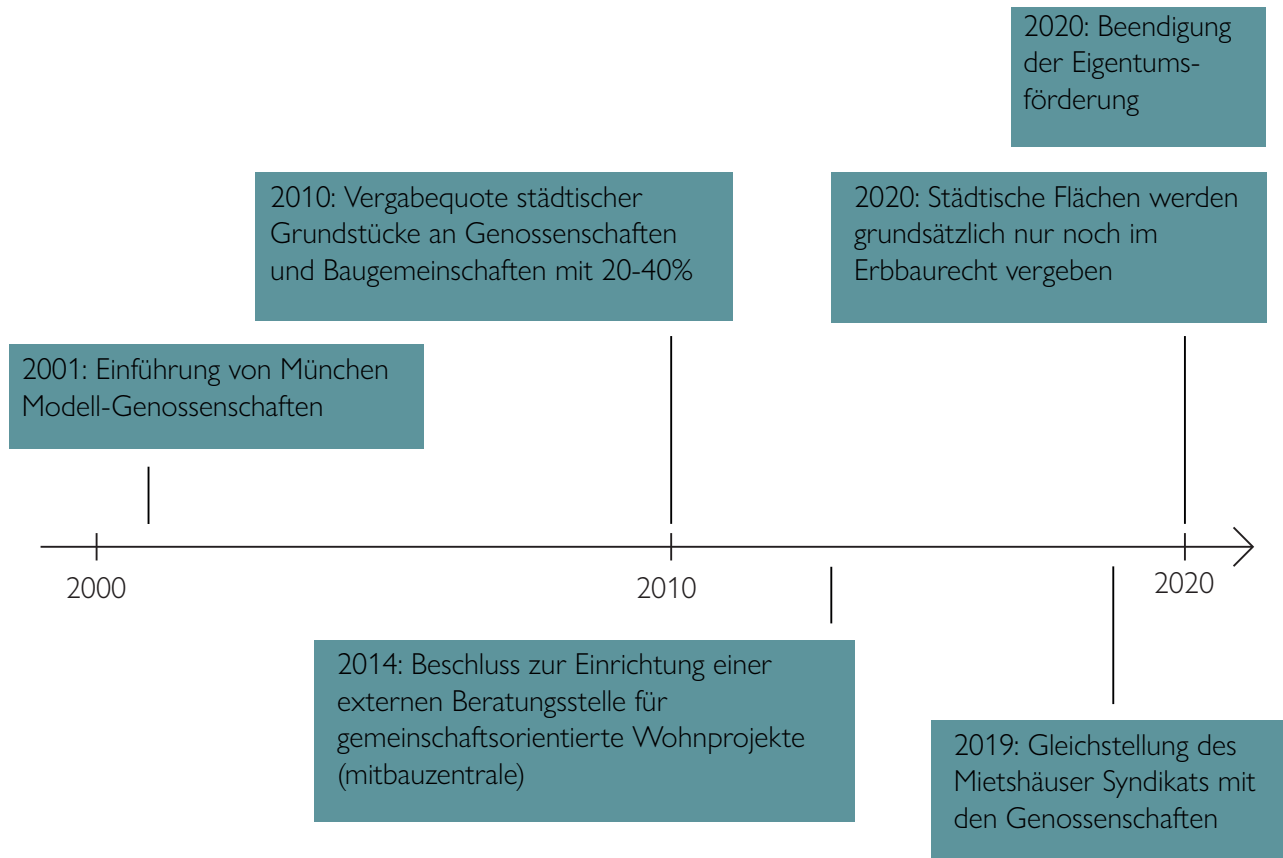 2020: Beendigung
der Eigentums-
förderung
2010: Vergabequote städtischer
Grundstücke an Genossenschaften
und Baugemeinschaften mit 20-40%
2020: Städtische Flächen werden
grundsätzlich nur noch im
Erbbaurecht vergeben
2001: Einführung von München
Modell-Genossenschaften
2000
2010
2020
2014: Beschluss zur Einrichtung einer
externen Beratungsstelle für
gemeinschaftsorientierte Wohnprojekte
(mitbauzentrale)
2019: Gleichstellung des
Mietshäuser Syndikats mit
den Genossenschaften